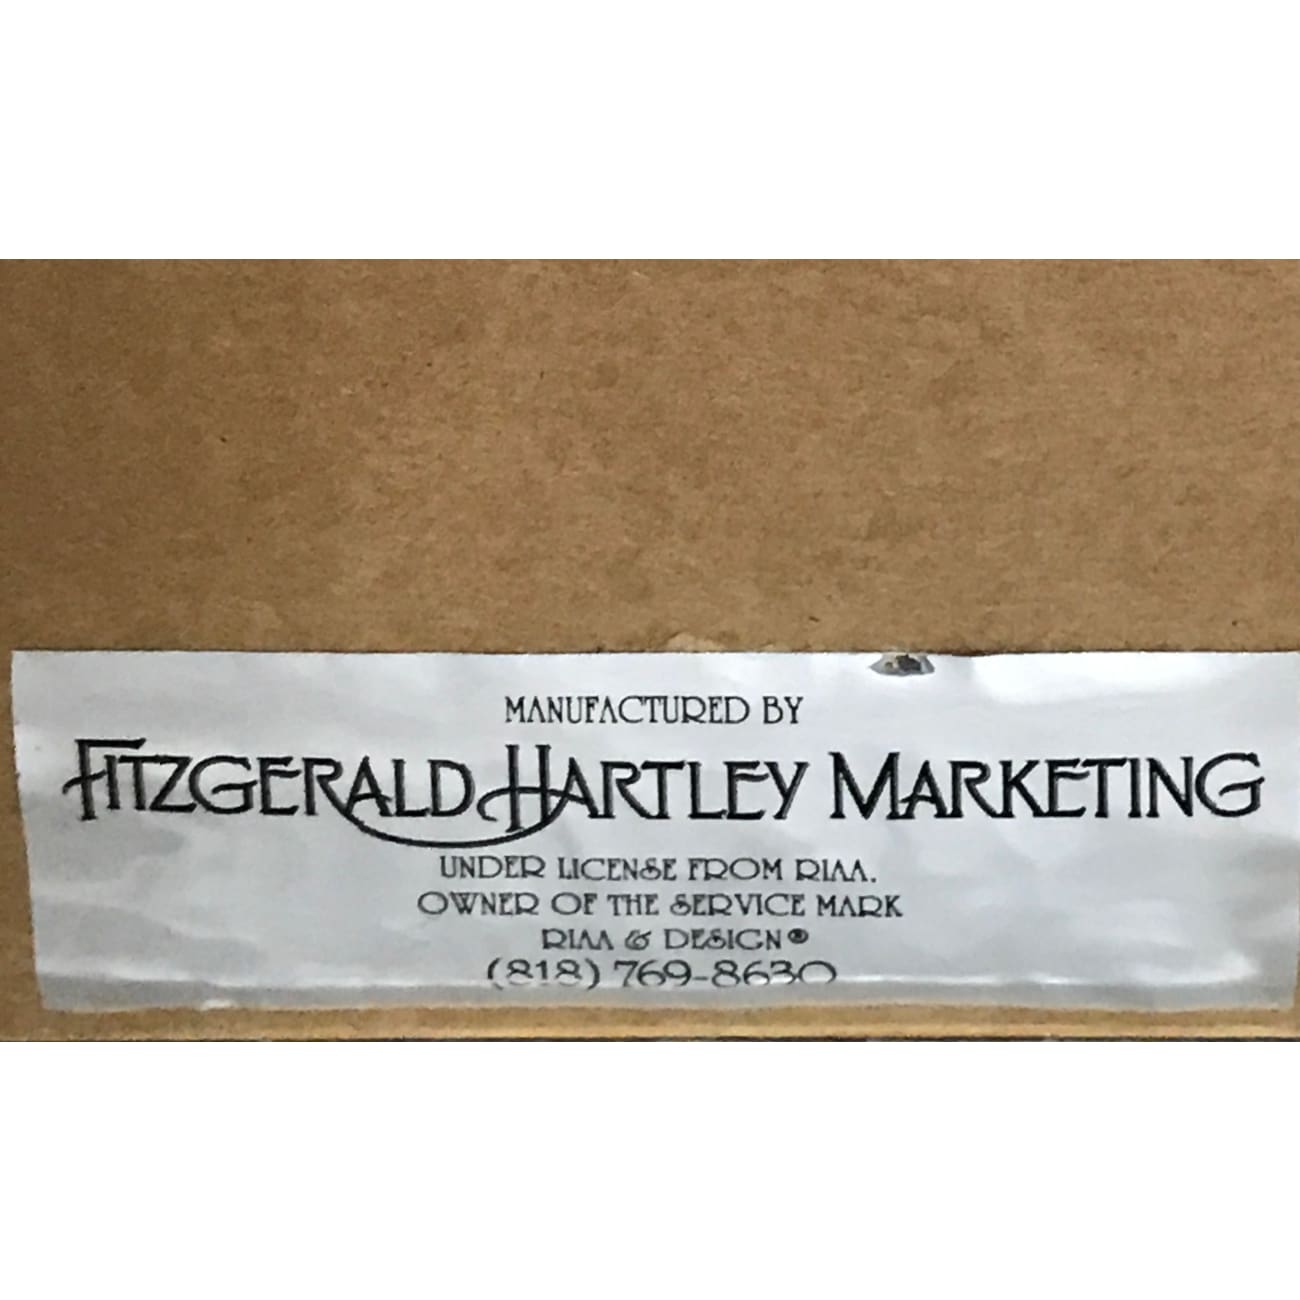 MANUFACTURED BY
FITZGERALD HARTLEY MARKETING
UNDER LICENSE FROM RIAA.
OWNER OF THE SERVICE MARK
RIAA & DESIGN®
(818) 769-8630